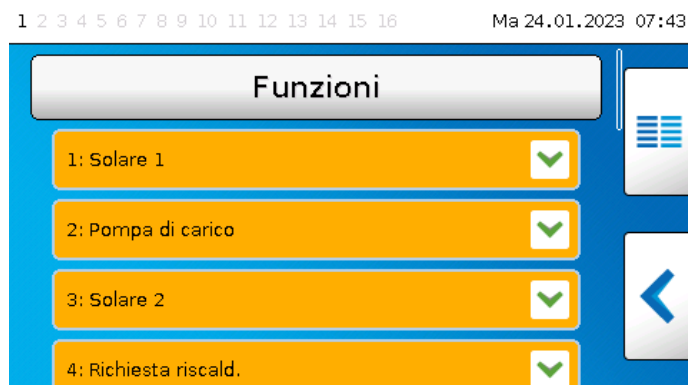 1 2 3 4 5 6 7 8 9 10 11 12 13 14 15 16 Ma 24.01.2023 07:43
Funzioni
1: Solare 1
2: Pompa di carico
3: Solare 2
4: Richiesta riscald.